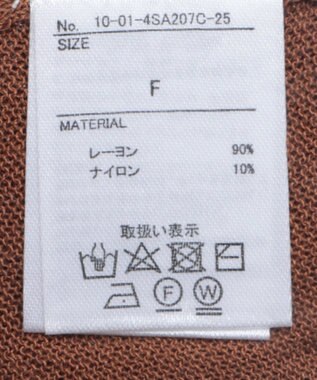 No. 10-01-4SA207C-25
SIZE
F
MATERIAL
レーヨン 90%
ナイロン 10%
取扱い表示
F W